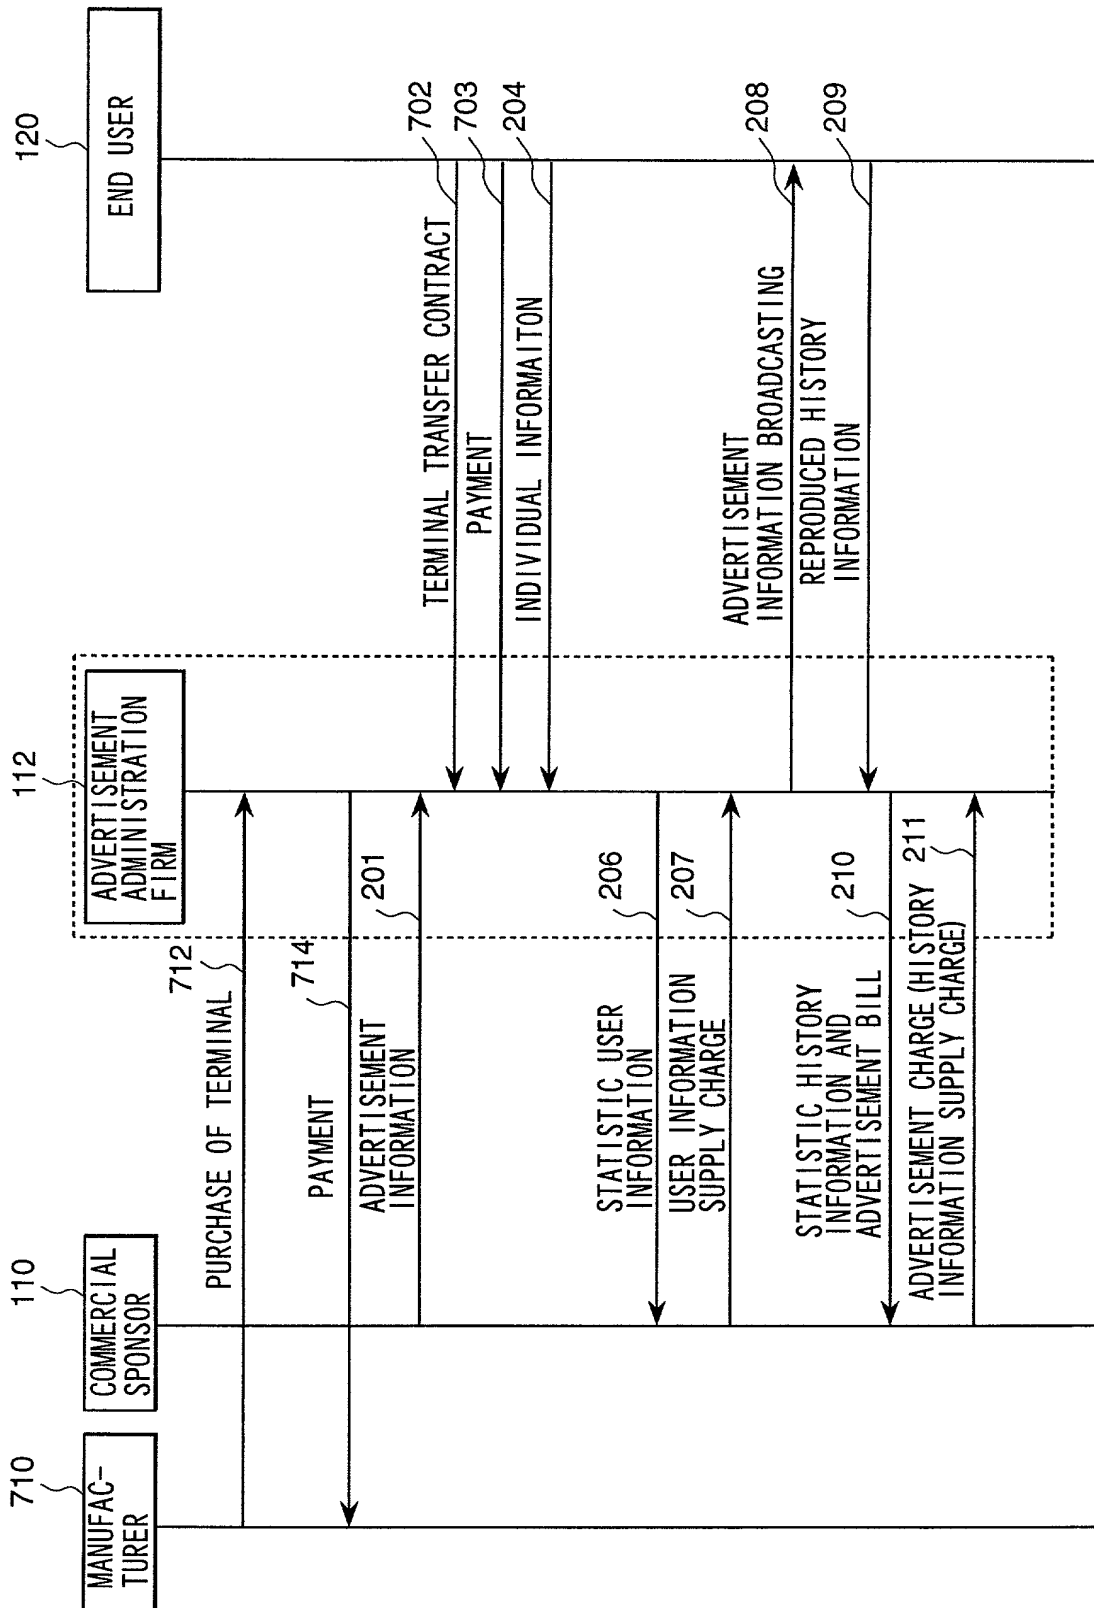 710
MANUFAC-
TURER
110
COMMERCIAL
SPONSOR
112
ADVERTISEMENT
ADMINISTRATION
FIRM
120
END USER
PURCHASE OF TERMINAL
712
PAYMENT
714
ADVERTISEMENT
INFORMATION
201
TERMINAL TRANSFER CONTRACT
702
PAYMENT
703
INDIVIDUAL INFORMAITON
204
STATISTIC USER
INFORMATION
206
USER INFORMATION
SUPPLY CHARGE
207
ADVERTISEMENT
INFORMATION BROADCASTING
208
REPRODUCED HISTORY
INFORMATION
209
STATISTIC HISTORY
INFORMATION AND
ADVERTISEMENT BILL
210
ADVERTISEMENT CHARGE(HISTORY
INFORMATION SUPPLY CHARGE)
211